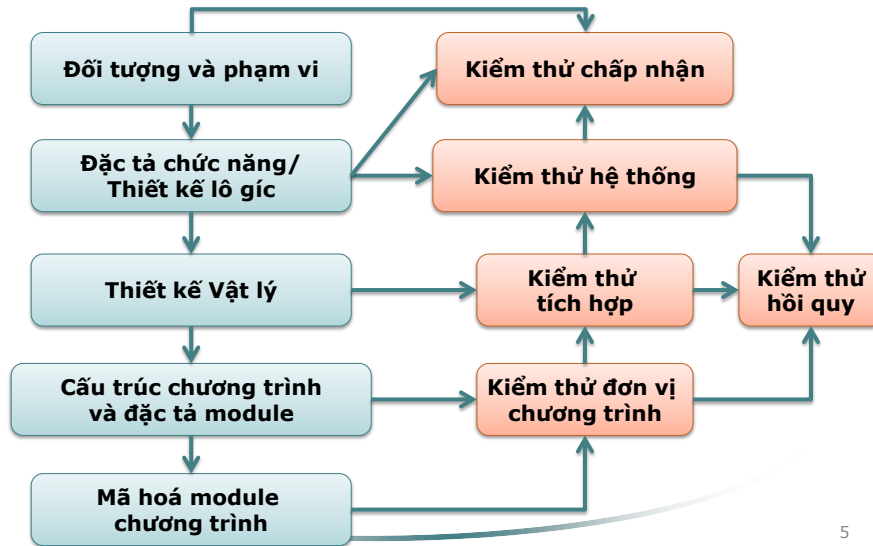 Đối tượng và phạm vi
Kiểm thử chấp nhận
Đặc tả chức năng/
Thiết kế lô gíc
Kiểm thử hệ thống
Thiết kế Vật lý
Kiểm thử
tích hợp
Kiểm thử
hồi quy
Cấu trúc chương trình
và đặc tả module
Kiểm thử đơn vị
chương trình
Mã hoá module
chương trình
5